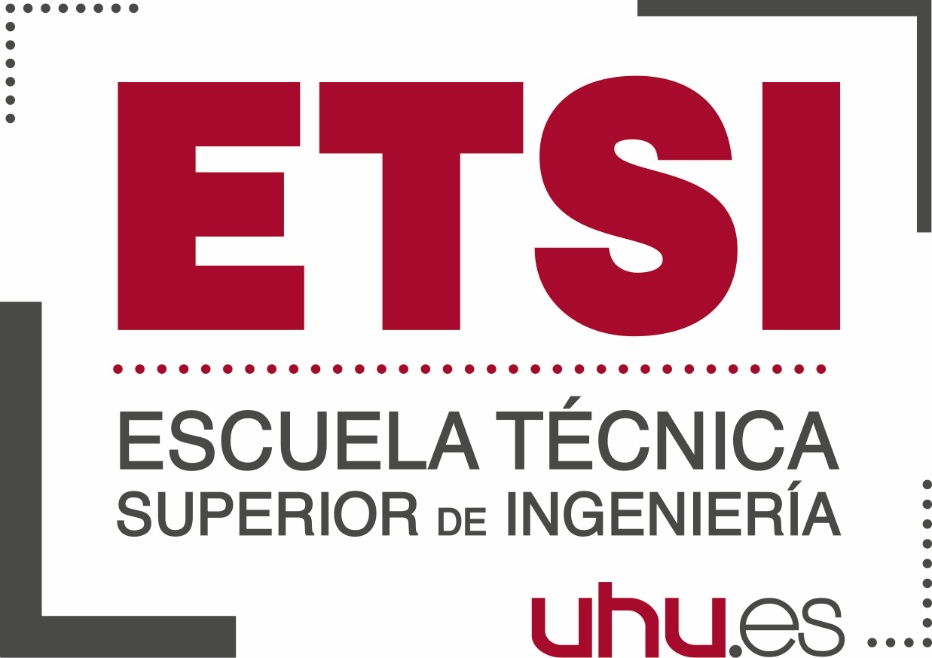 ETSI
ESCUELA TÉCNICA
SUPERIOR DE INGENIERÍA
uhu.es